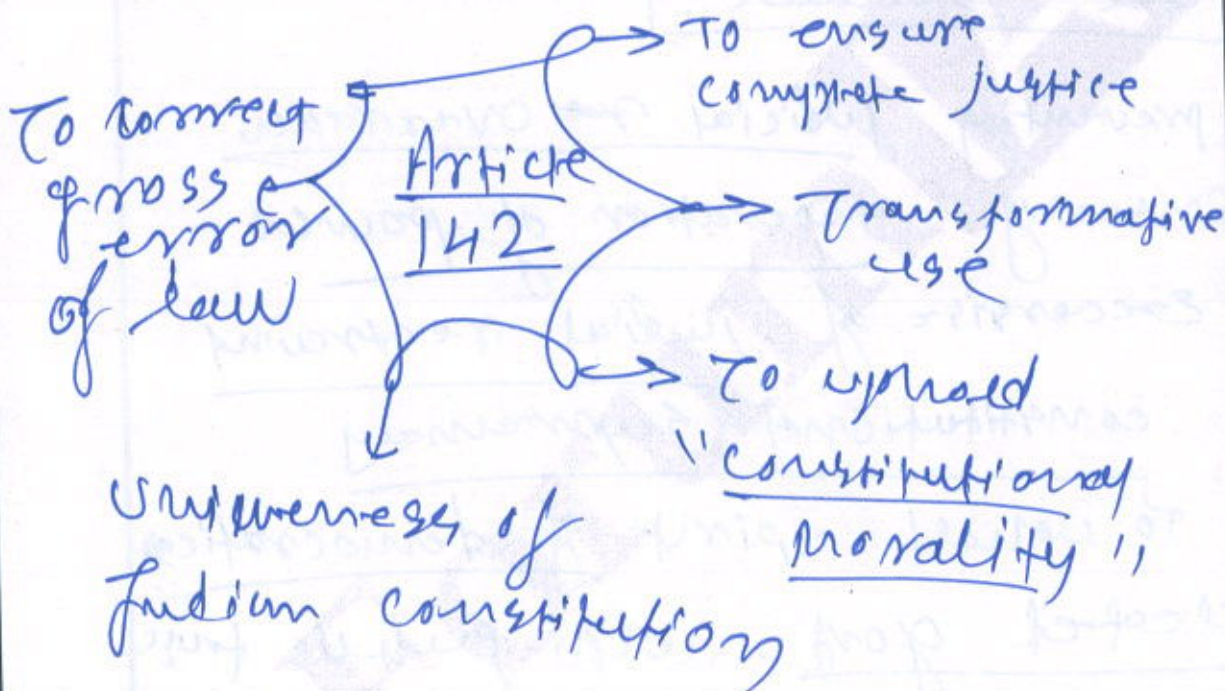 To ensure
complete justice
To correct
gross error
of law
Article
142
Transformative
use
To uphold
"Constitutional
Morality"
Uniqueness of
Indian constitution